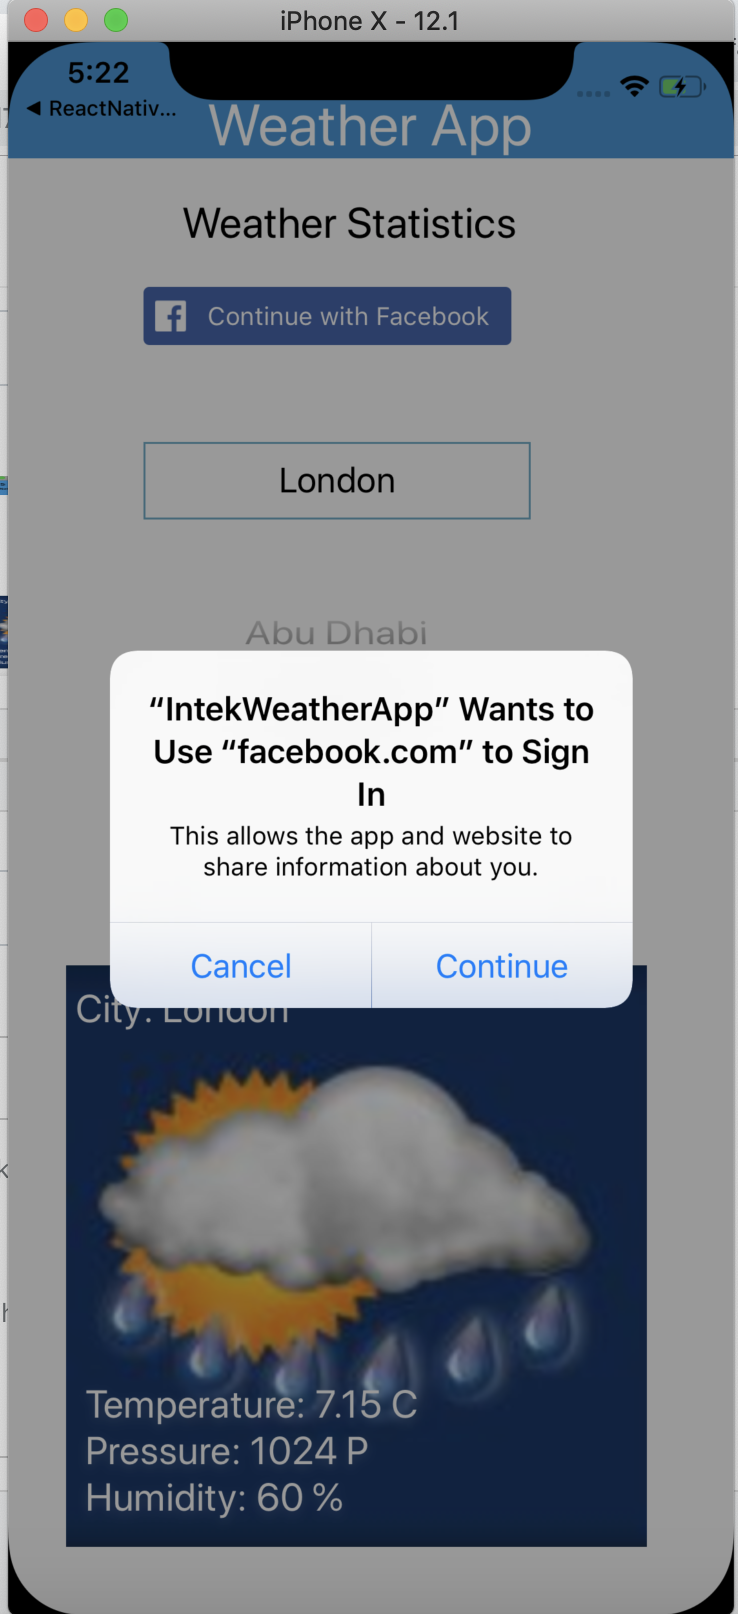 iPhone X - 12.1
5:22
◀ ReactNativ...
Weather App
Weather Statistics
Continue with Facebook
London
Abu Dhabi
“IntekWeatherApp” Wants to
Use “facebook.com” to Sign
In
This allows the app and website to
share information about you.
Cancel
Continue
City: London
Temperature: 7.15 C
Pressure: 1024 P
Humidity: 60 %